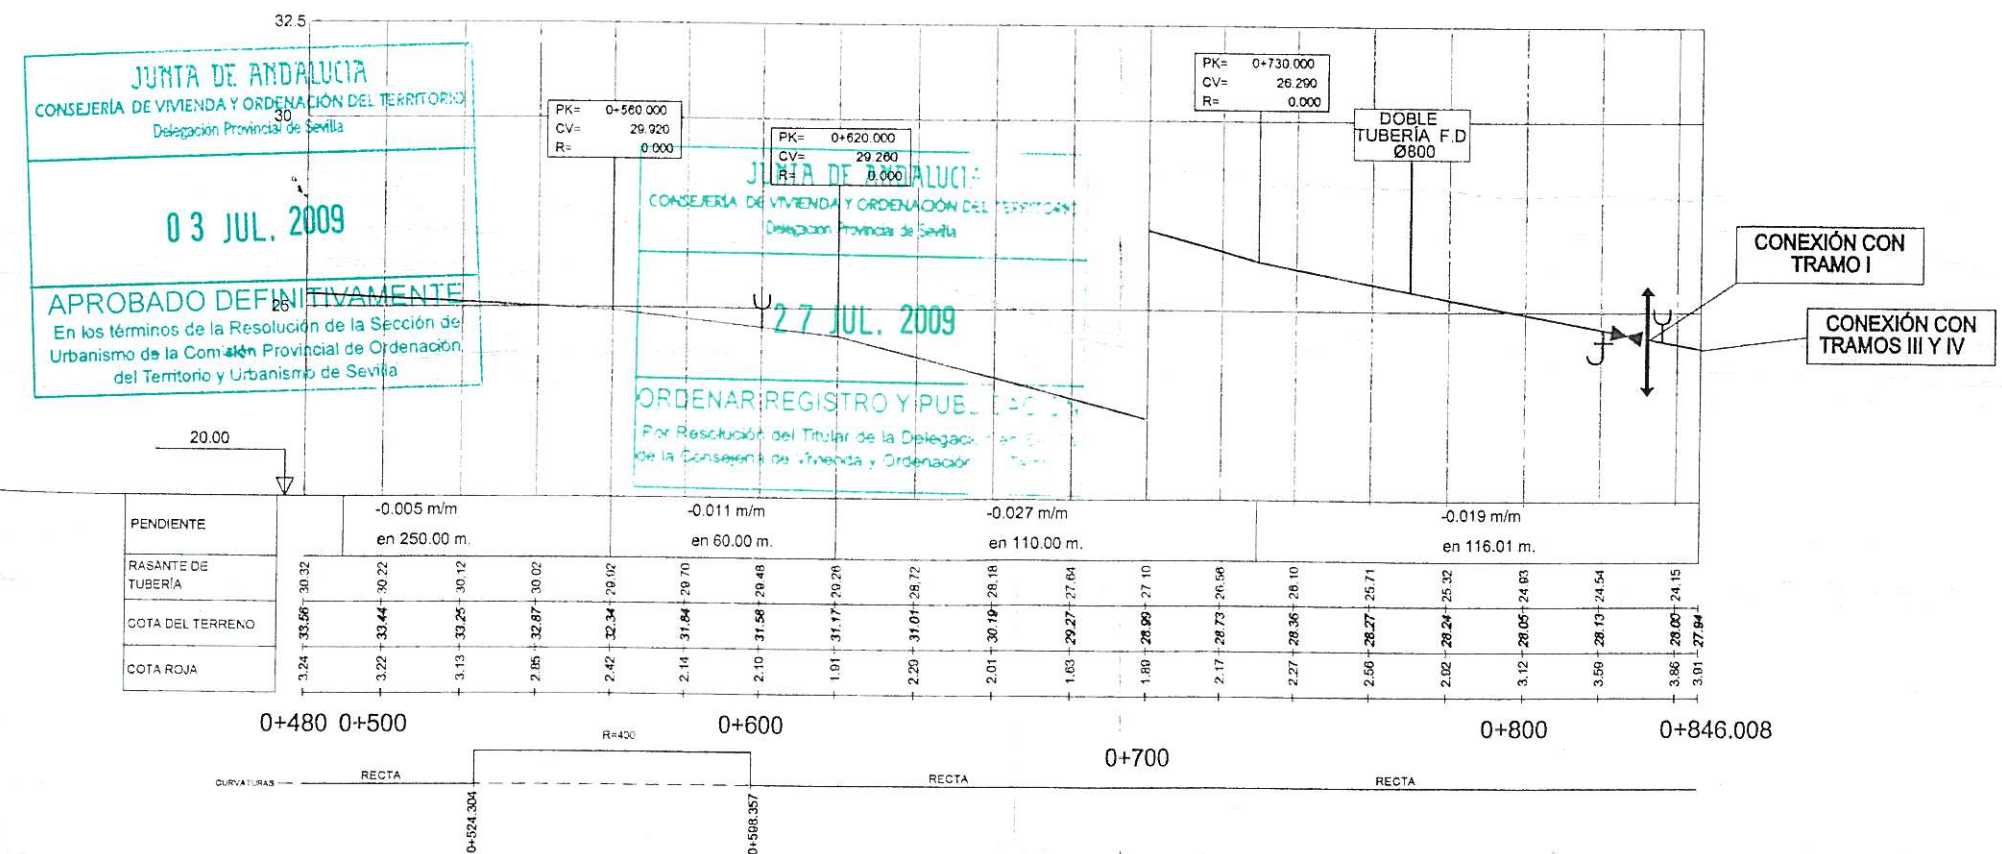 32.5
JUNTA DE ANDALUCIA
CONSEJERÍA DE VIVIENDA Y ORDENACIÓN DEL TERRITORIO
Delegación Provincial de Sevilla
30
03 JUL. 2009
APROBADO DEFINITIVAMENTE
25
En los términos de la Resolución de la Sección de
Urbanismo de la Comisión Provincial de Ordenación
del Territorio y Urbanismo de Sevilla
PK= 0+560.000
CV= 29.920
R= 0.000
PK= 0+620.000
CV= 29.260
R= 0.000
JUNTA DE ANDALUCIA
CONSEJERÍA DE VIVIENDA Y ORDENACIÓN DEL TERRITORIO
Delegación Provincial de Sevilla
27 JUL. 2009
ORDENAR REGISTRO Y
Por Resolución del Titular de la
de la Consejería de Vivienda y Ordenación
PK= 0+730.000
CV= 26.290
R= 0.000
DOBLE
TUBERÍA F.D
Ø800
CONEXIÓN CON
TRAMO I
CONEXIÓN CON
TRAMOS III Y IV
20.00
PENDIENTE
-0.005 m/m
en 250.00 m.
-0.011 m/m
en 60.00 m.
-0.027 m/m
en 110.00 m.
-0.019 m/m
en 116.01 m.
RASANTE DE
TUBERÍA
30.32 30.22 30.12 30.02 29.92 29.70 29.48 29.26 28.72 28.18 27.64 27.10 26.56 26.10 25.71 25.32 24.93 24.54 24.15
COTA DEL TERRENO
33.56 33.44 33.25 32.87 32.34 31.84 31.58 31.17 31.01 30.19 29.27 28.99 28.73 28.36 28.27 28.24 28.05 28.13 28.00 27.94
COTA ROJA
3.24 3.22 3.13 2.85 2.42 2.14 2.10 1.91 2.29 2.01 1.63 1.89 2.17 2.27 2.56 2.92 3.12 3.59 3.86 3.91
0+480 0+500 0+600 0+700 0+800 0+846.008
CURVATURAS
RECTA
R=400
RECTA
RECTA
0+524.304
0+598.357